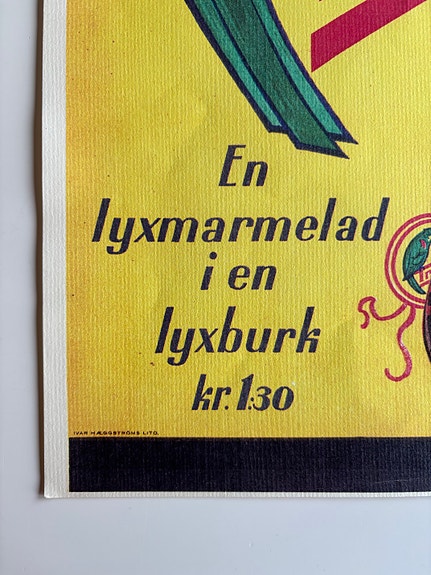 En
lyxmarmelad
i en
lyxburk
kr. 1:30
IVAR HÆGGSTRÖMS LITO.